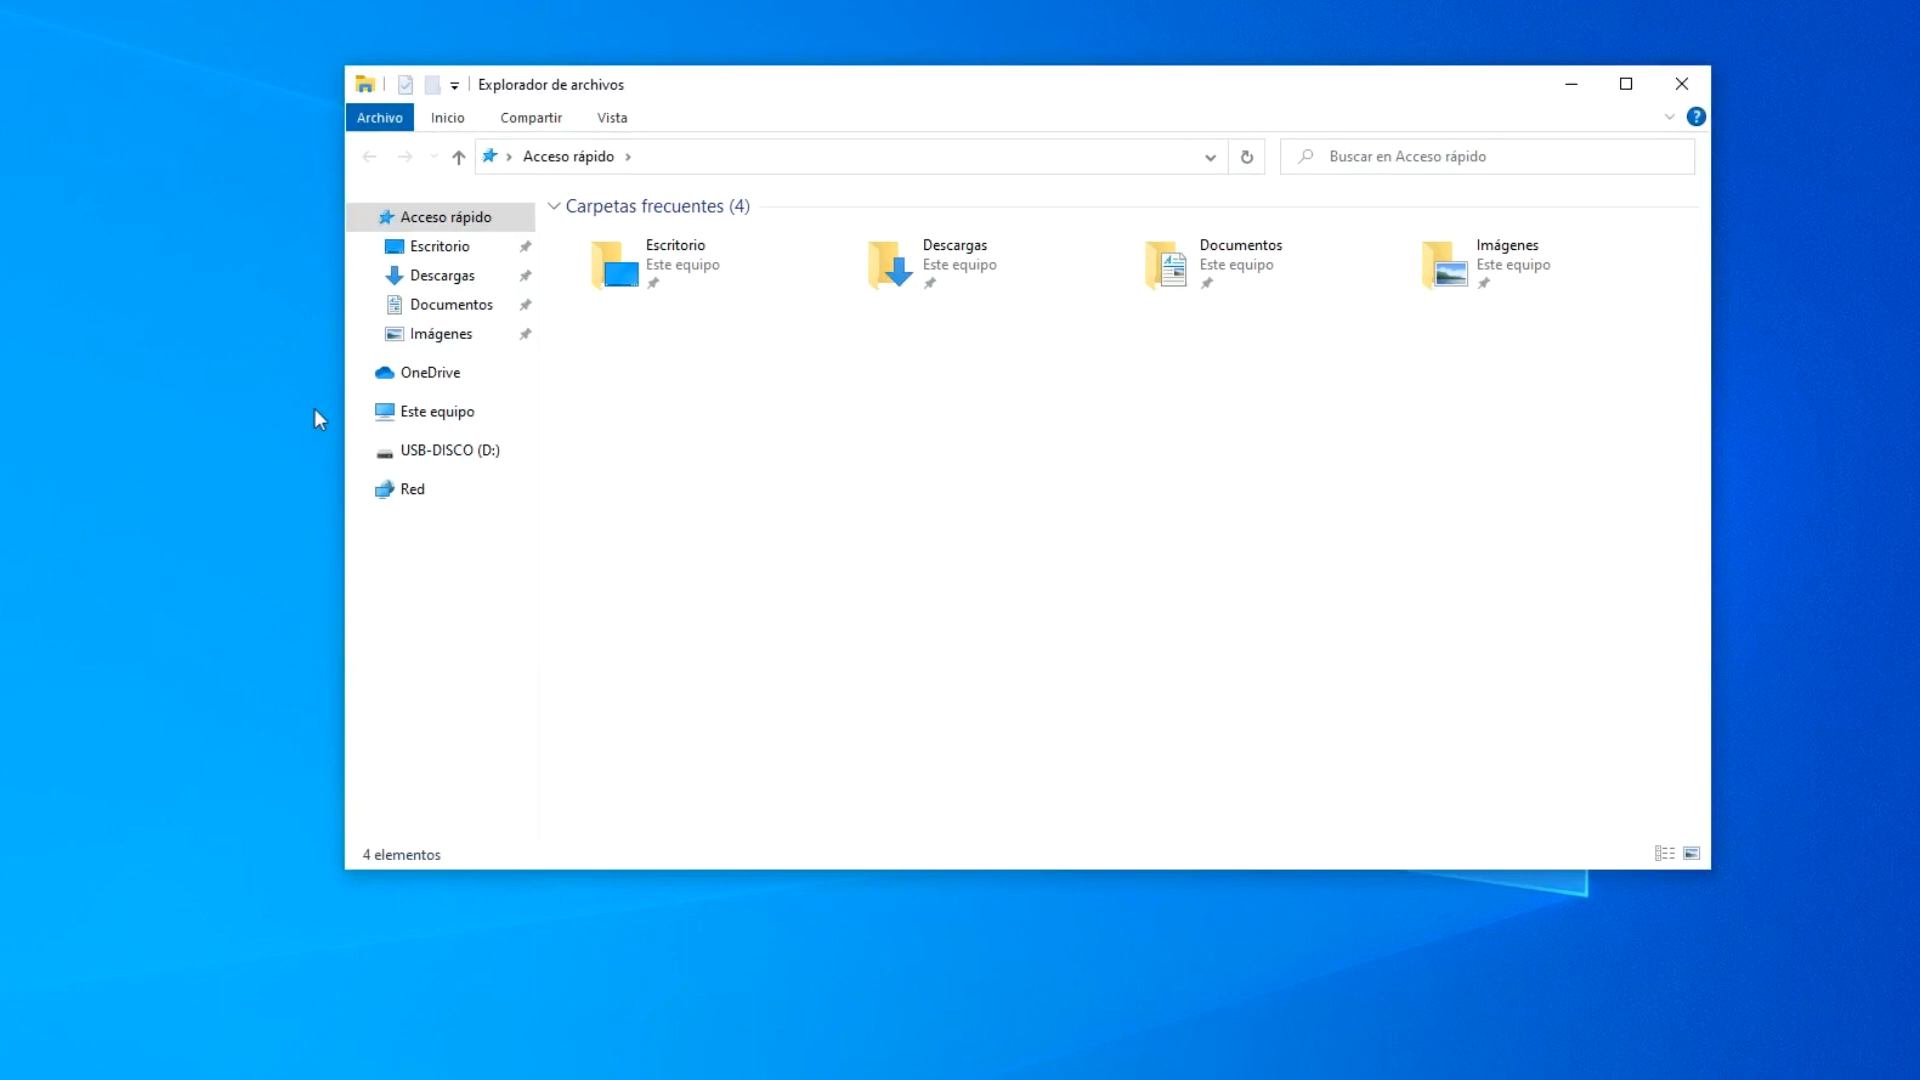 Explorador de archivos
Archivo Inicio Compartir Vista
?
Acceso rápido
Buscar en Acceso rápido
Acceso rápido
Escritorio
Descargas
Documentos
Imágenes
OneDrive
Este equipo
USB-DISCO (D:)
Red
Carpetas frecuentes (4)
Escritorio
Este equipo
Descargas
Este equipo
Documentos
Este equipo
Imágenes
Este equipo
4 elementos